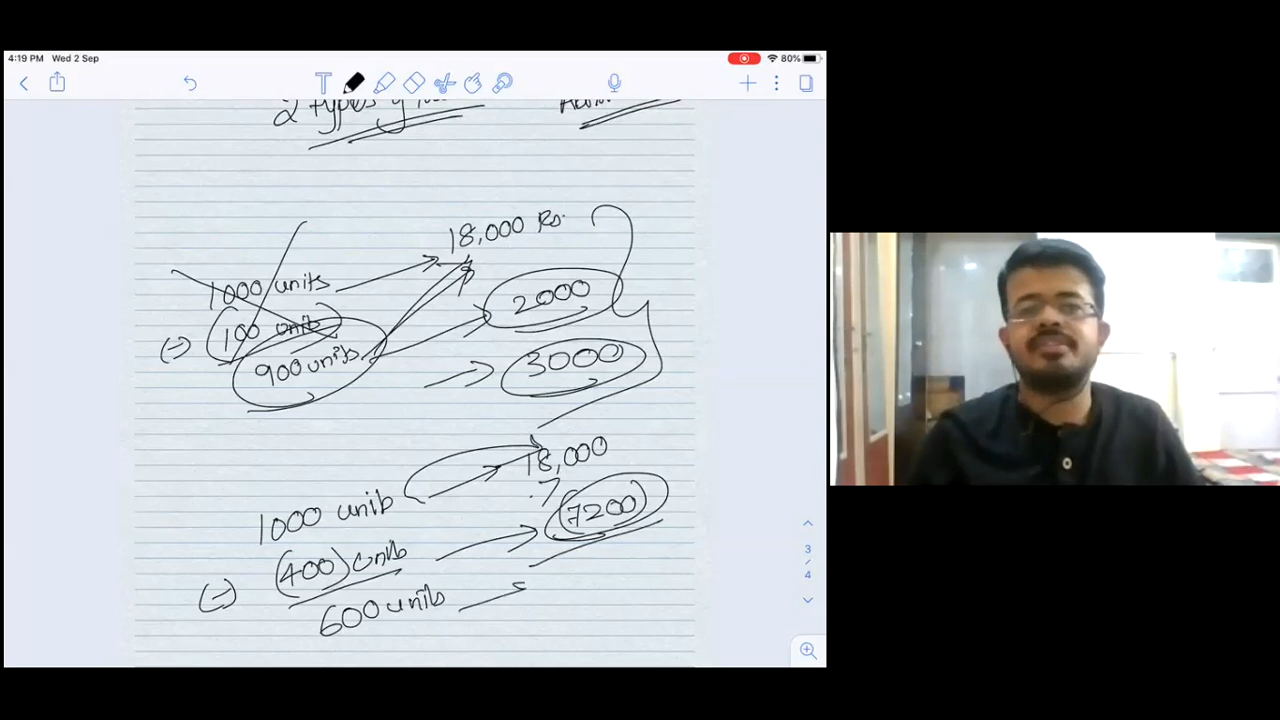 4:19 PM Wed 2 Sep
80%
2 types of
18,000 Rs.
1000 units
2000
(-) 100 units
900 units
3000
18,000
1000 units
(7200)
(-) (400) units
600 units
3
/
4